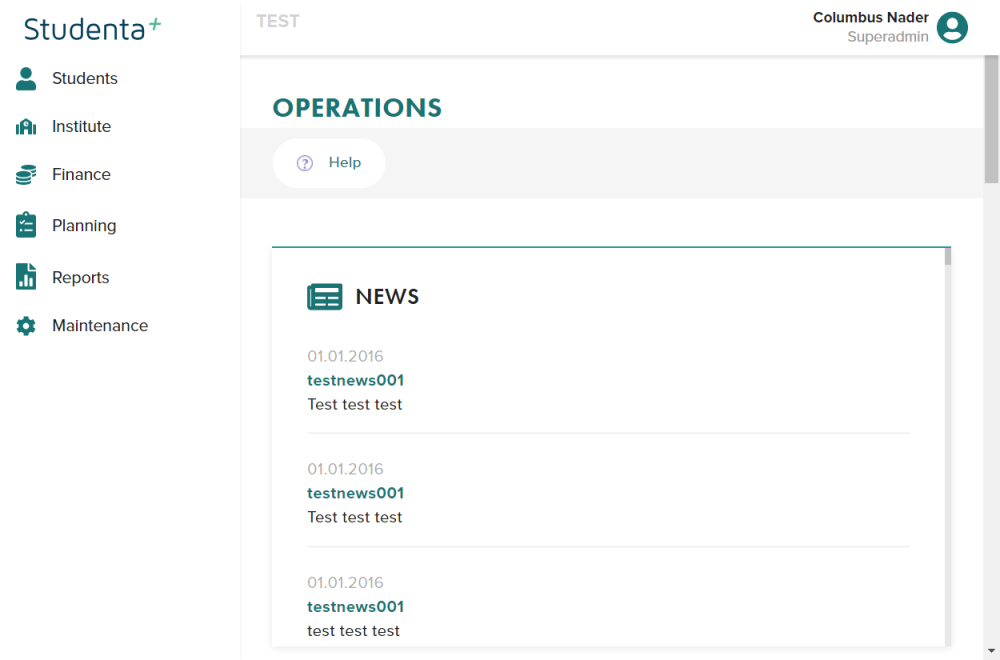 Studenta+
TEST
Columbus Nader
Superadmin
Students
Institute
Finance
Planning
Reports
Maintenance
OPERATIONS
? Help
NEWS
01.01.2016
testnews001
Test test test
01.01.2016
testnews001
Test test test
01.01.2016
testnews001
test test test